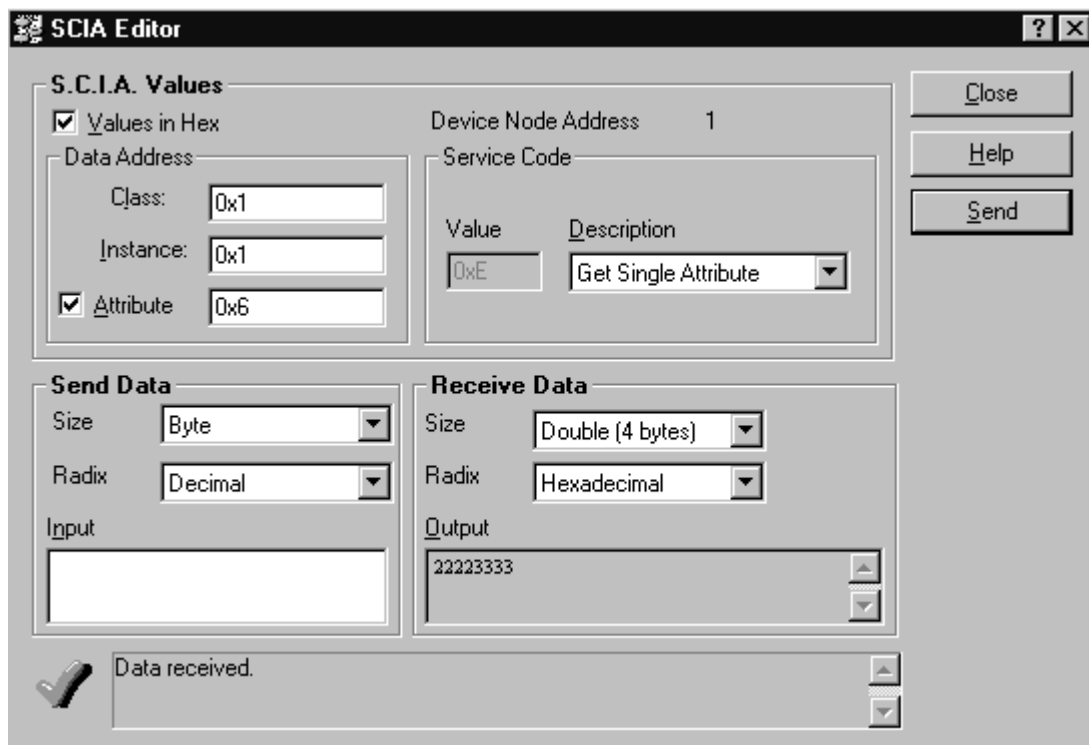 SCIA Editor
S.C.I.A. Values
Values in Hex
Device Node Address 1
Data Address
Class: 0x1
Instance: 0x1
Attribute 0x6
Service Code
Value Description
0xE Get Single Attribute
Close
Help
Send
Send Data
Size Byte
Radix Decimal
Input
Receive Data
Size Double (4 bytes)
Radix Hexadecimal
Output
22223333
Data received.